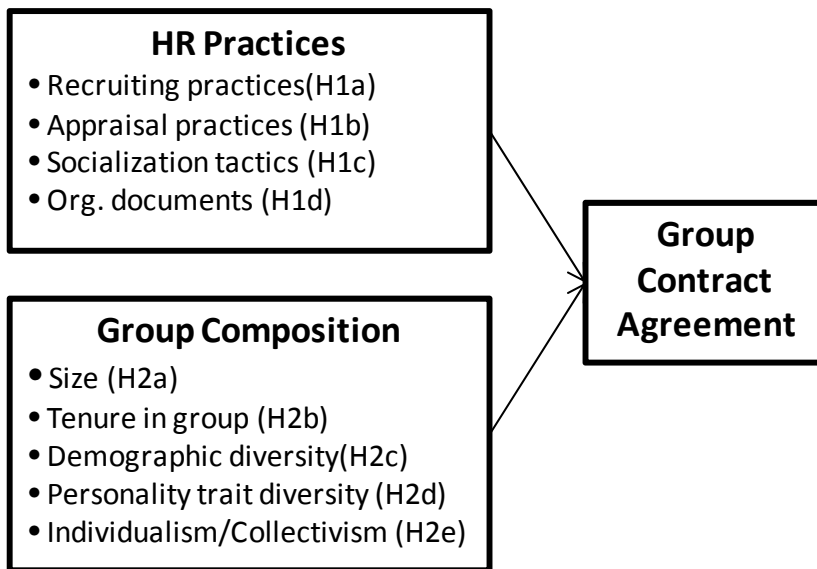 HR Practices
• Recruiting practices(H1a)
• Appraisal practices (H1b)
• Socialization tactics (H1c)
• Org. documents (H1d)
Group
Contract
Agreement
Group Composition
• Size (H2a)
• Tenure in group (H2b)
• Demographic diversity(H2c)
• Personality trait diversity (H2d)
• Individualism/Collectivism (H2e)